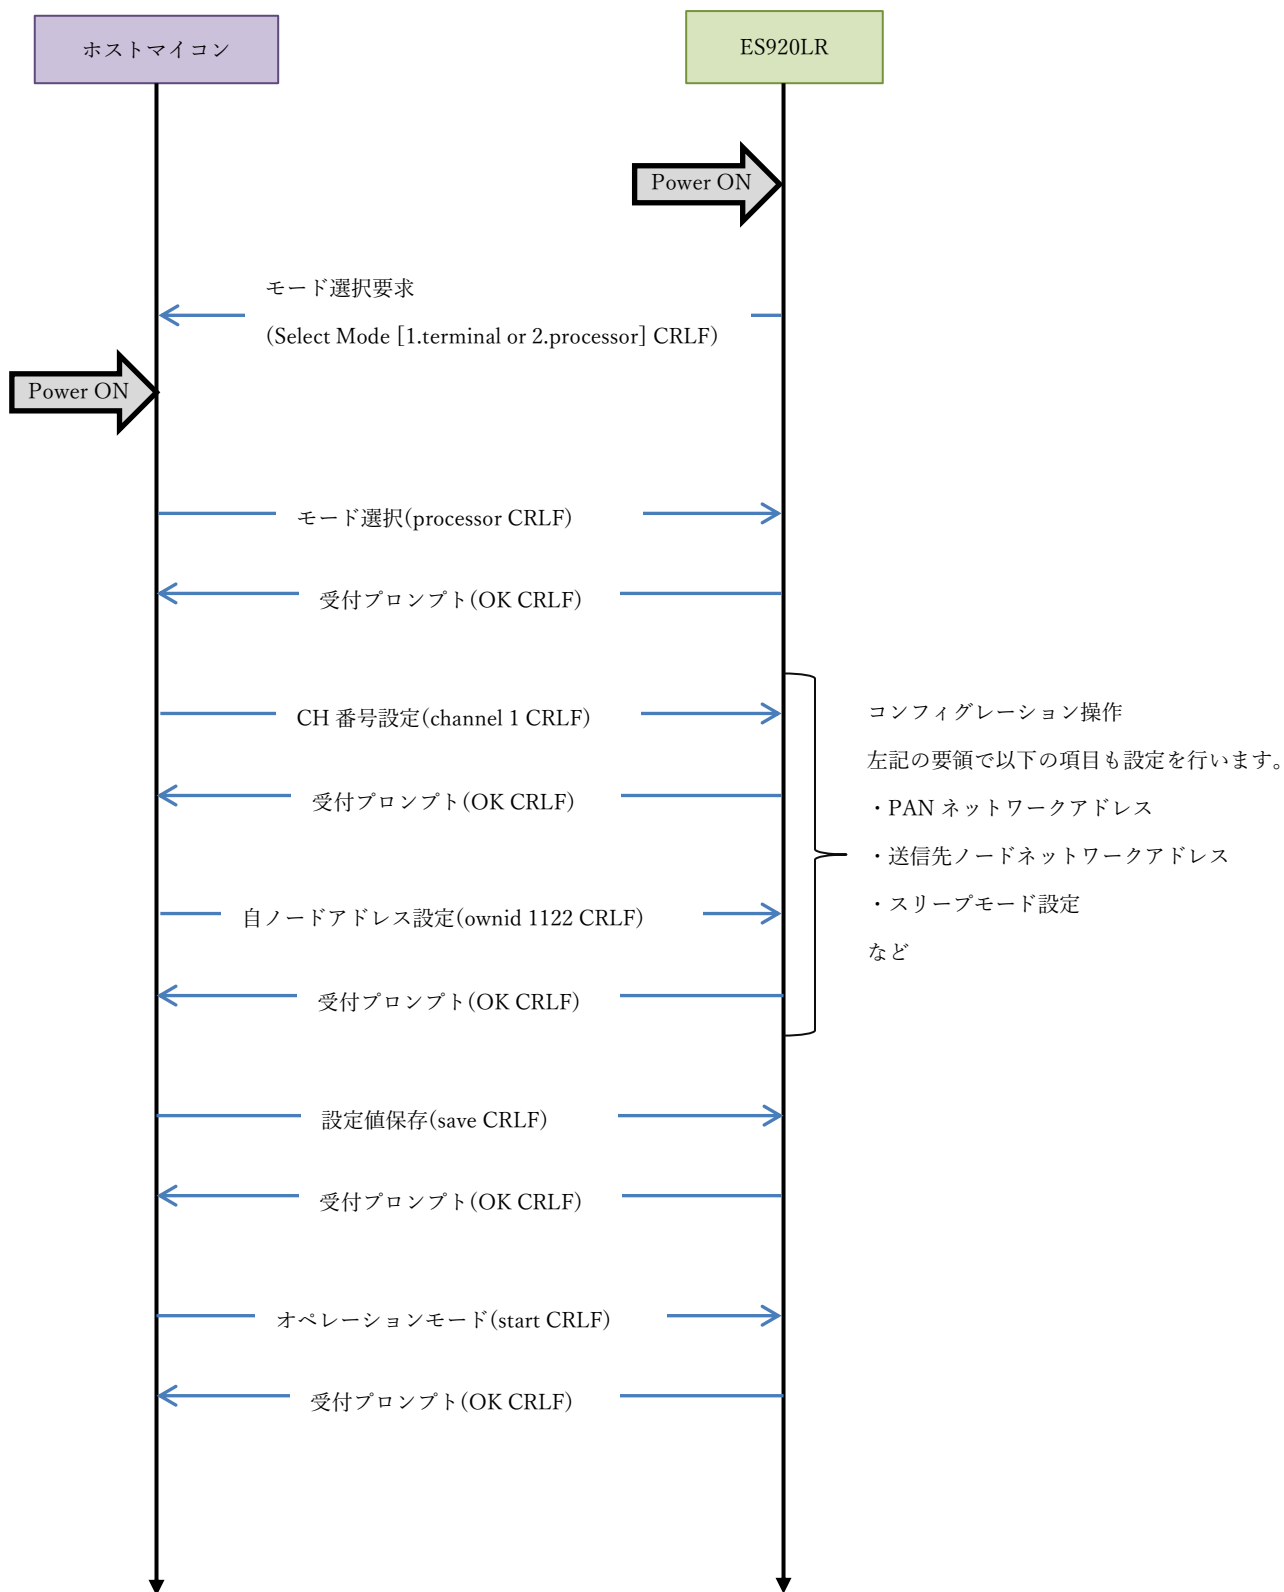 ホストマイコン
ES920LR
Power ON
モード選択要求
(Select Mode [1.terminal or 2.processor] CRLF)
Power ON
モード選択(processor CRLF)
受付プロンプト(OK CRLF)
CH 番号設定(channel 1 CRLF)
受付プロンプト(OK CRLF)
自ノードアドレス設定(ownid 1122 CRLF)
受付プロンプト(OK CRLF)
コンフィグレーション操作
左記の要領で以下の項目も設定を行います。
・PAN ネットワークアドレス
・送信先ノードネットワークアドレス
・スリープモード設定
など
設定値保存(save CRLF)
受付プロンプト(OK CRLF)
オペレーションモード(start CRLF)
受付プロンプト(OK CRLF)